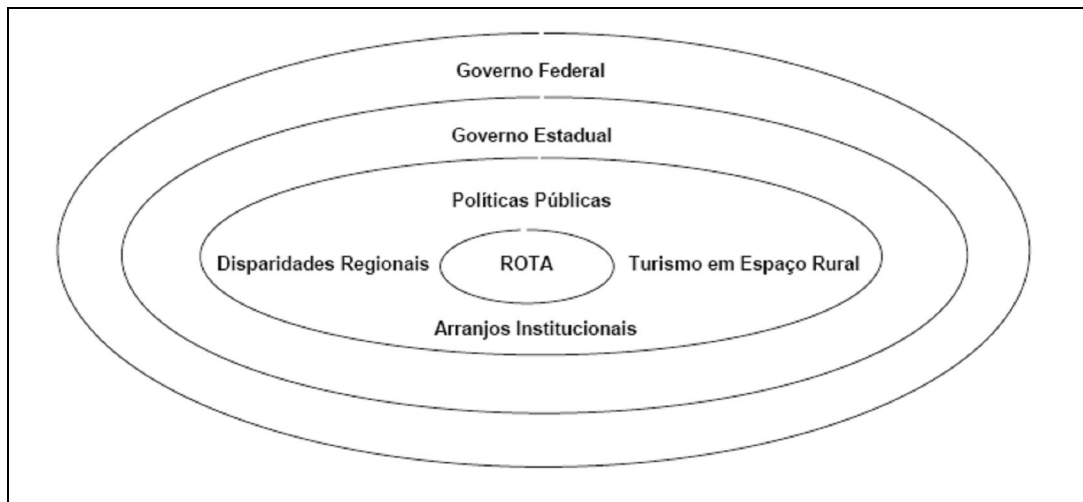 Governo Federal
Governo Estadual
Políticas Públicas
Disparidades Regionais ROTA Turismo em Espaço Rural
Arranjos Institucionais